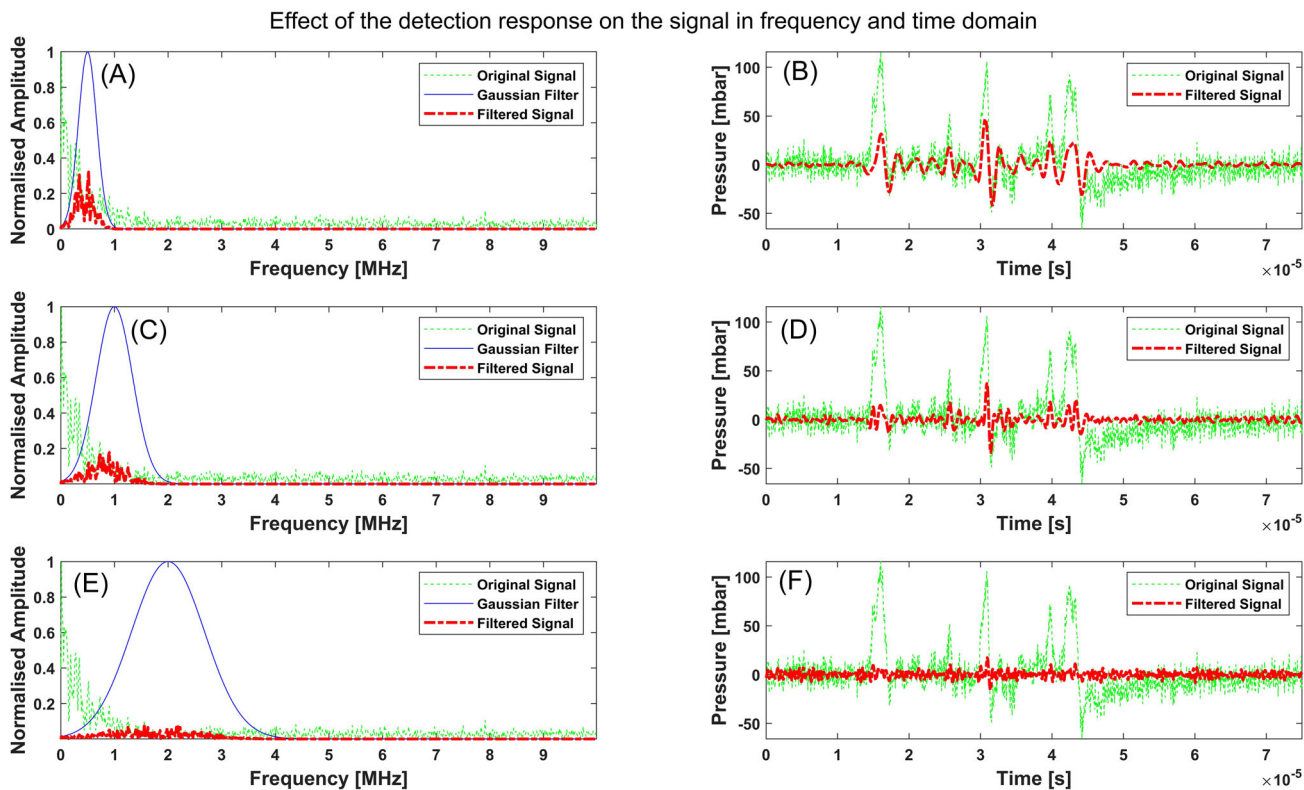 Effect of the detection response on the signal in frequency and time domain
Normalised Amplitude
1
0.8
0.6
0.4
0.2
0
(A)
Original Signal
Gaussian Filter
Filtered Signal
0 1 2 3 4 5 6 7 8 9
Frequency [MHz]
Pressure [mbar]
100
50
0
-50
(B)
Original Signal
Filtered Signal
0 1 2 3 4 5 6 7
×10-5
Time [s]
Normalised Amplitude
1
0.8
0.6
0.4
0.2
(C)
Original Signal
Gaussian Filter
Filtered Signal
0 1 2 3 4 5 6 7 8 9
Frequency [MHz]
Pressure [mbar]
100
50
0
-50
(D)
Original Signal
Filtered Signal
0 1 2 3 4 5 6 7
×10-5
Time [s]
Normalised Amplitude
1
0.8
0.6
0.4
0.2
(E)
Original Signal
Gaussian Filter
Filtered Signal
0 1 2 3 4 5 6 7 8 9
Frequency [MHz]
Pressure [mbar]
100
50
0
-50
(F)
Original Signal
Filtered Signal
0 1 2 3 4 5 6 7
×10-5
Time [s]